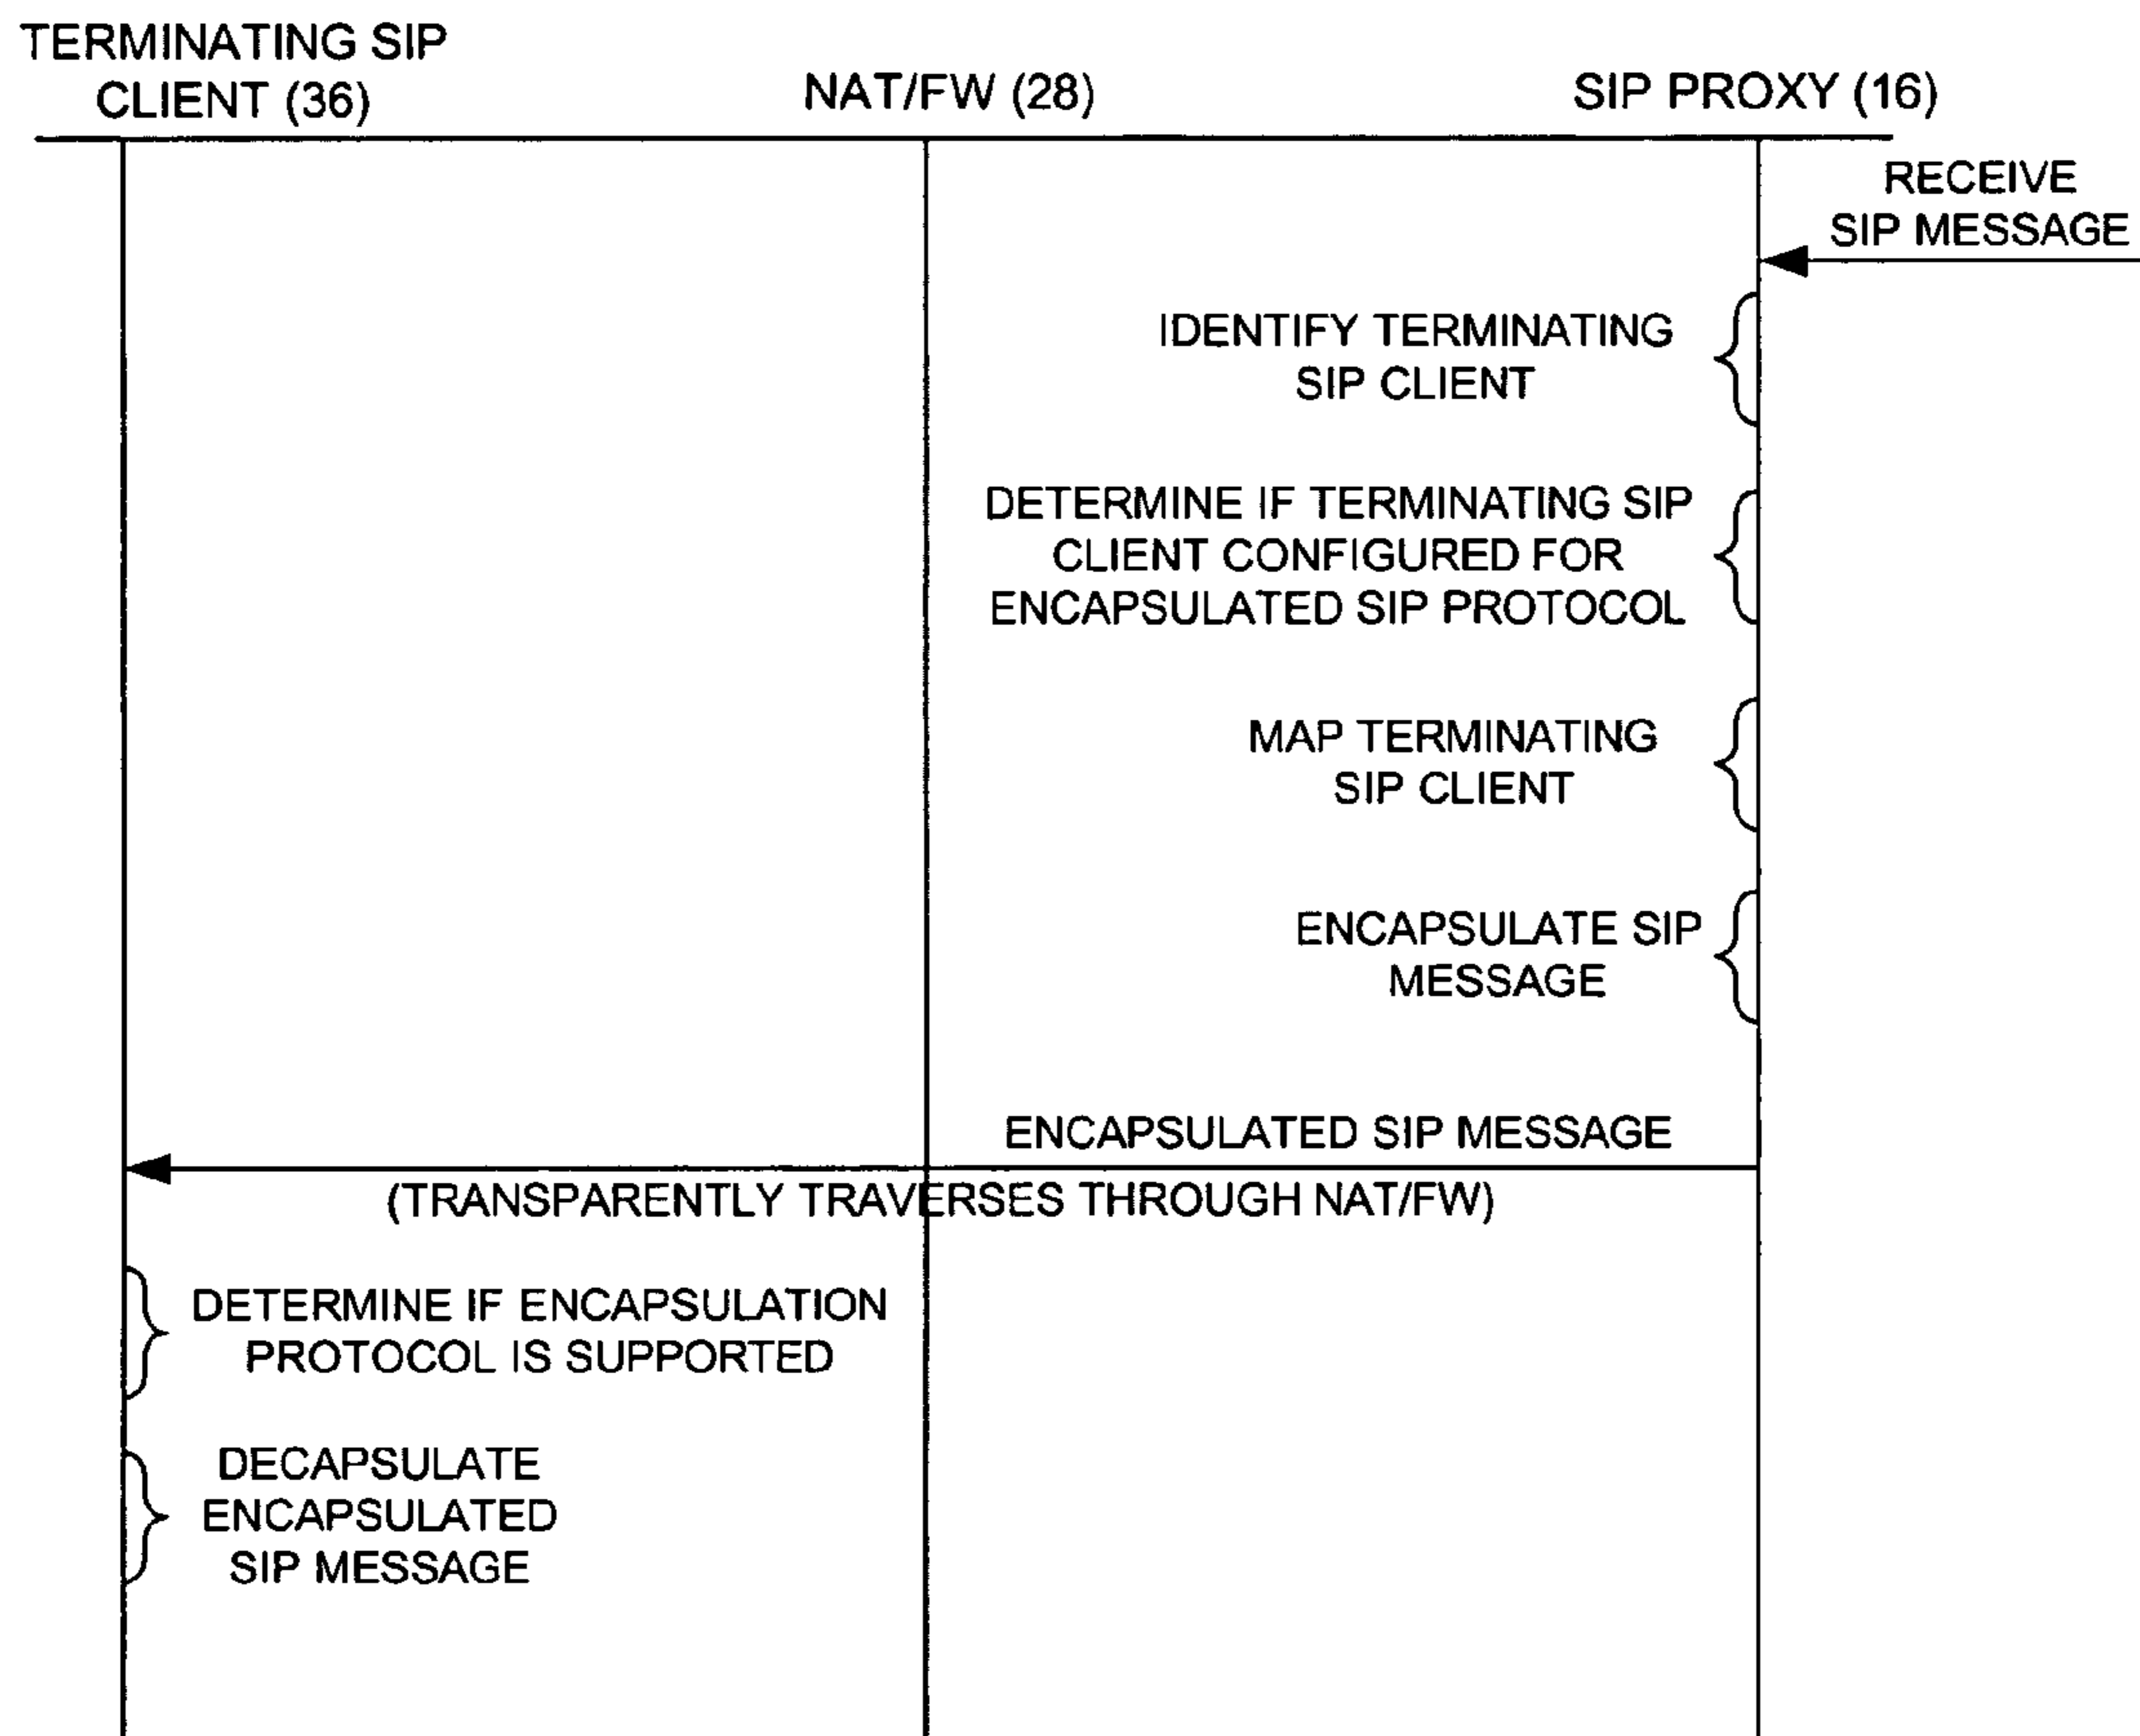 TERMINATING SIP
CLIENT (36)
NAT/FW (28)
SIP PROXY (16)
RECEIVE
SIP MESSAGE
IDENTIFY TERMINATING
SIP CLIENT
DETERMINE IF TERMINATING SIP
CLIENT CONFIGURED FOR
ENCAPSULATED SIP PROTOCOL
MAP TERMINATING
SIP CLIENT
ENCAPSULATE SIP
MESSAGE
ENCAPSULATED SIP MESSAGE
(TRANSPARENTLY TRAVERSES THROUGH NAT/FW)
DETERMINE IF ENCAPSULATION
PROTOCOL IS SUPPORTED
DECAPSULATE
ENCAPSULATED
SIP MESSAGE